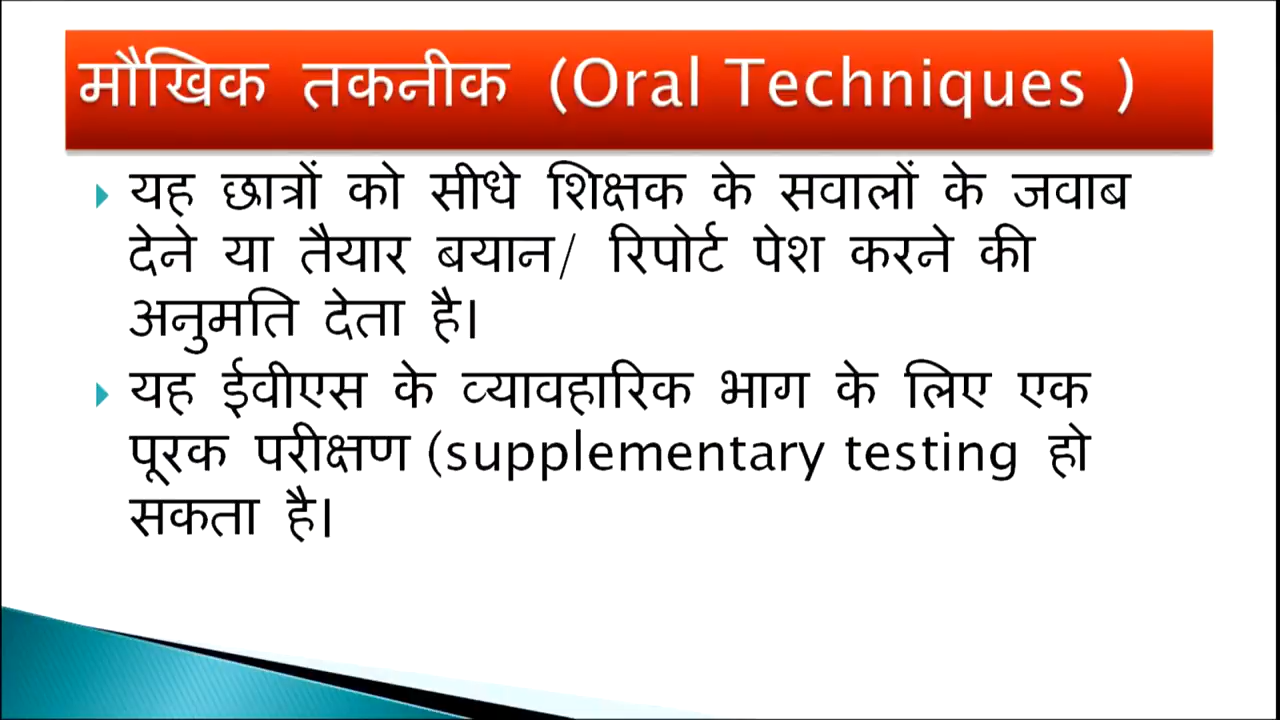 मौखिक तकनीक (Oral Techniques )
यह छात्रों को सीधे शिक्षक के सवालों के जवाब
देने या तैयार बयान/ रिपोर्ट पेश करने की
अनुमति देता है।
यह ईवीएस के व्यावहारिक भाग के लिए एक
पूरक परीक्षण (supplementary testing हो
सकता है।